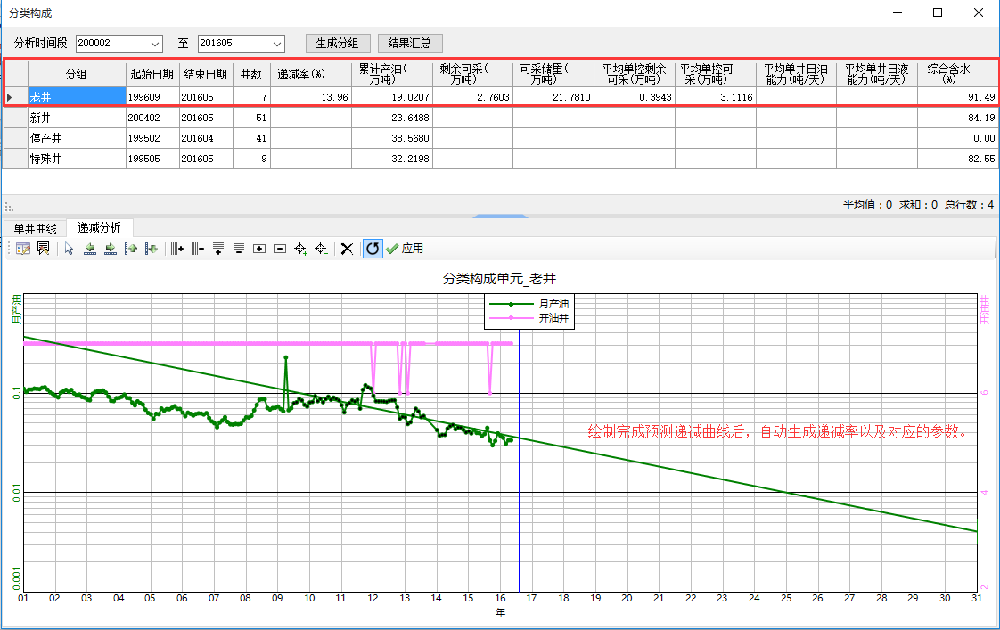 分类构成
分析时间段 200002 至 201605 生成分组 结果汇总
分组 起始日期 结束日期 井数 递减率(%) 累计产油(万吨) 剩余可采(万吨) 可采储量(万吨) 平均单控剩余可采(万吨) 平均单控可采(万吨) 平均单井日油能力(吨/天) 平均单井日液能力(吨/天) 综合含水(%)
老井 199609 201605 7 13.96 19.0207 2.7603 21.7810 0.3943 3.1116 91.49
新井 200402 201605 51 23.6488 84.19
停产井 199502 201604 41 38.5680 0.00
特殊井 199505 201605 9 32.2198 82.55
平均值：0 求和：0 总行数：4
单井曲线 递减分析
应用
分类构成单元_老井
月产油
开油井
月产油
开油井
0.1
0.01
0.001
6
4
2
绘制完成预测递减曲线后，自动生成递减率以及对应的参数。
01 02 03 04 05 06 07 08 09 10 11 12 13 14 15 16 17 18 19 20 21 22 23 24 25 26 27 28 29 30 31
年